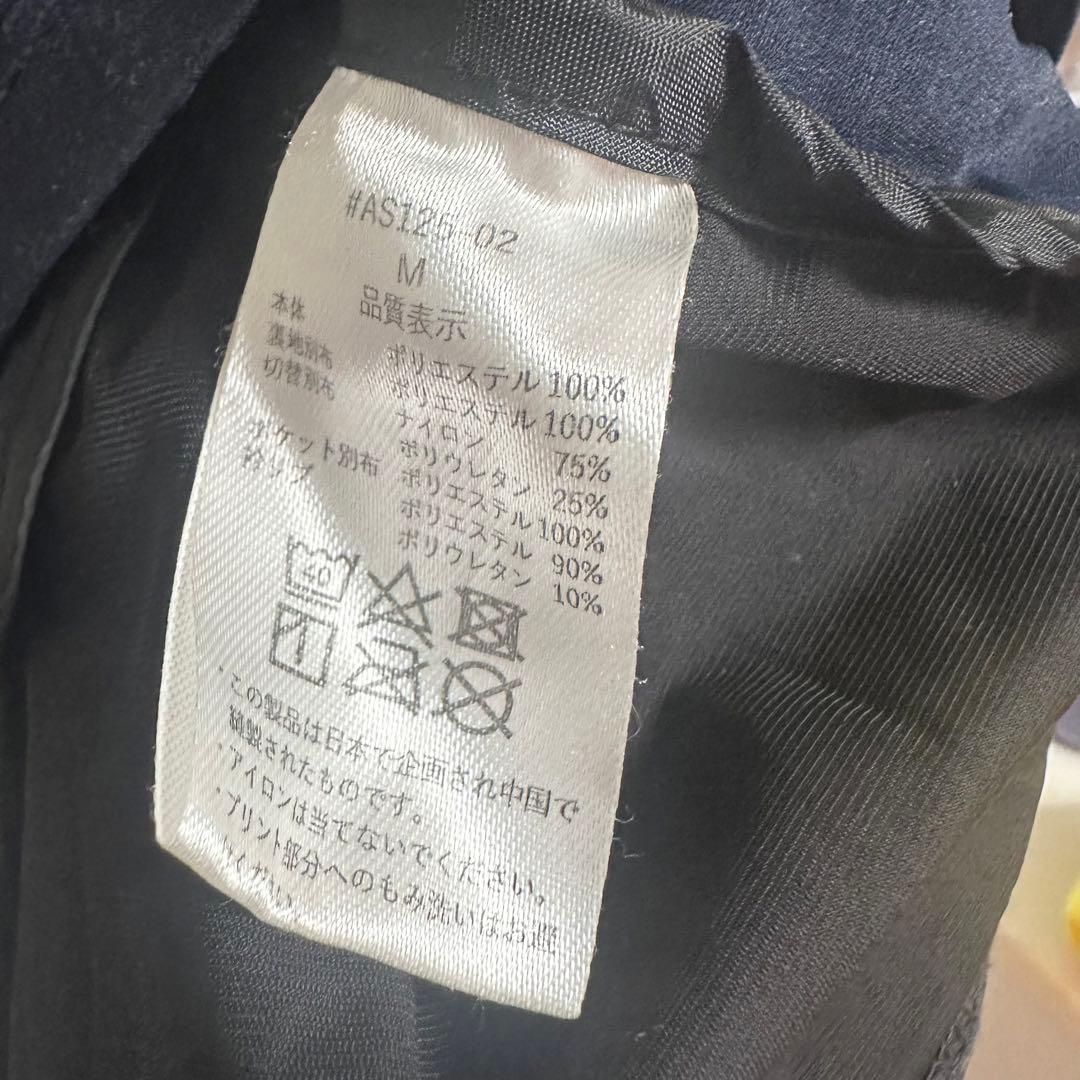 #AS126-02
M
品質表示
本体 ポリエステル 100%
裏地別布 ポリエステル 100%
切替別布 ナイロン 75%
ポリウレタン 25%
ポケット別布 ポリエステル 100%
衿リブ ポリエステル 90%
ポリウレタン 10%
40
・この製品は日本で企画され中国で
縫製されたものです。
・アイロンは当てないでください。
・プリント部分へのもみ洗いはお避
けください